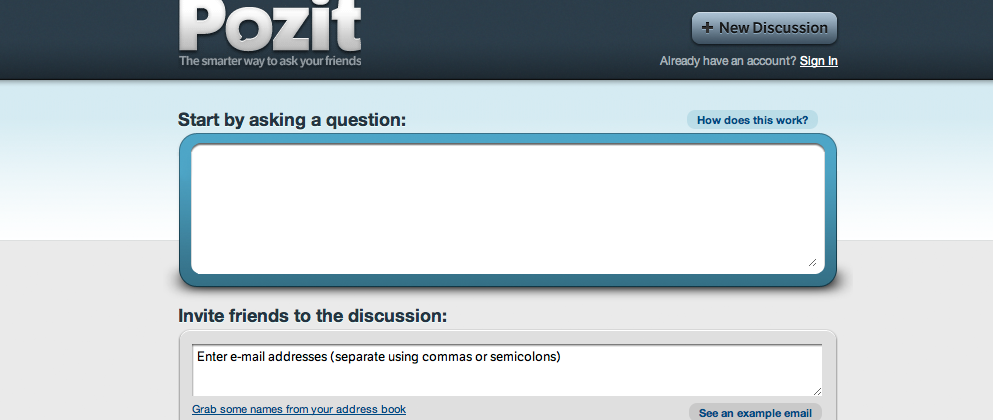 Pozit
The smarter way to ask your friends
+ New Discussion
Already have an account? Sign In
Start by asking a question:
How does this work?
Invite friends to the discussion:
Enter e-mail addresses (separate using commas or semicolons)
Grab some names from your address book
See an example email